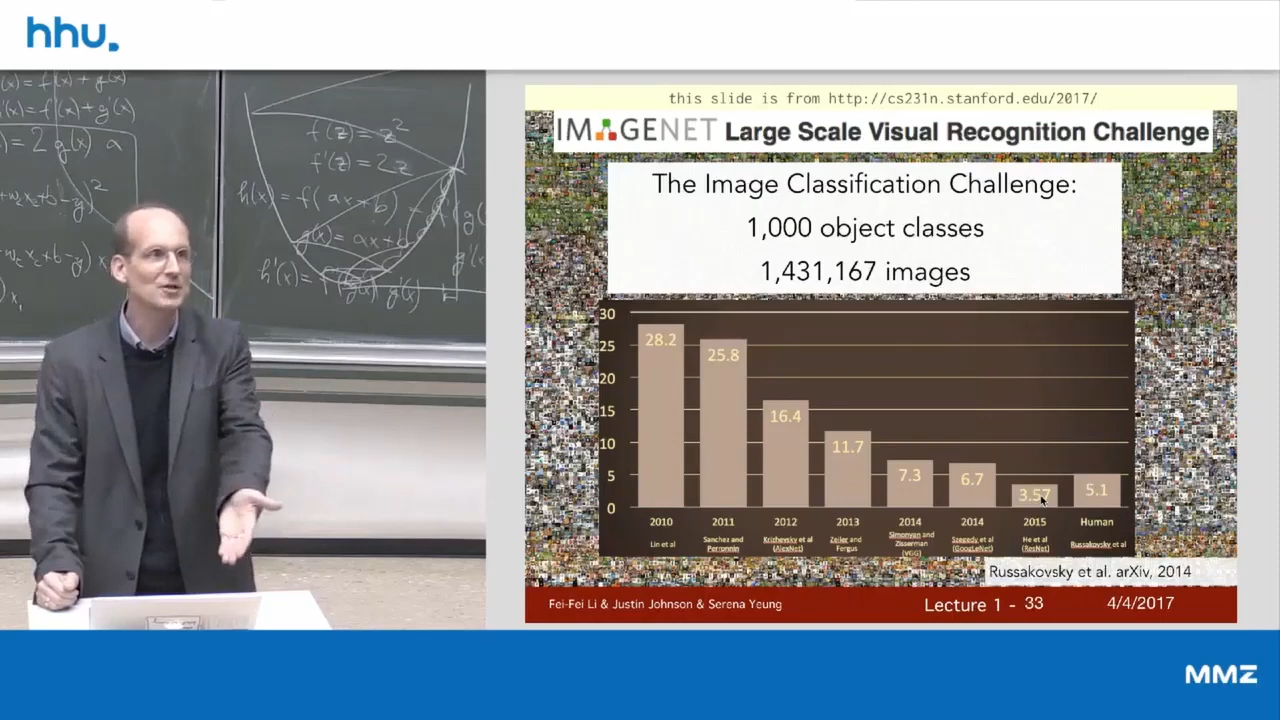 hhu.
f(z) = z²
f'(z) = 2z
h(x) = f(ax+b)
g(x) = ax+b
h'(x) =
this slide is from http://cs231n.stanford.edu/2017/
IMAGENET Large Scale Visual Recognition Challenge
The Image Classification Challenge:
1,000 object classes
1,431,167 images
30
25
20
15
10
5
0
28.2
25.8
16.4
11.7
7.3
6.7
3.57
5.1
2010
2011
2012
2013
2014
2014
2015
Human
Lin et al
Sanchez and
Perronnin
Krizhevsky et al
(AlexNet)
Zeiler and
Fergus
Simonyan and
Zisserman
(VGG)
Szegedy et al
(GoogLeNet)
He et al
(ResNet)
Russakovsky et al
Russakovsky et al. arXiv, 2014
Fei-Fei Li & Justin Johnson & Serena Yeung
Lecture 1 - 33
4/4/2017
MMZ